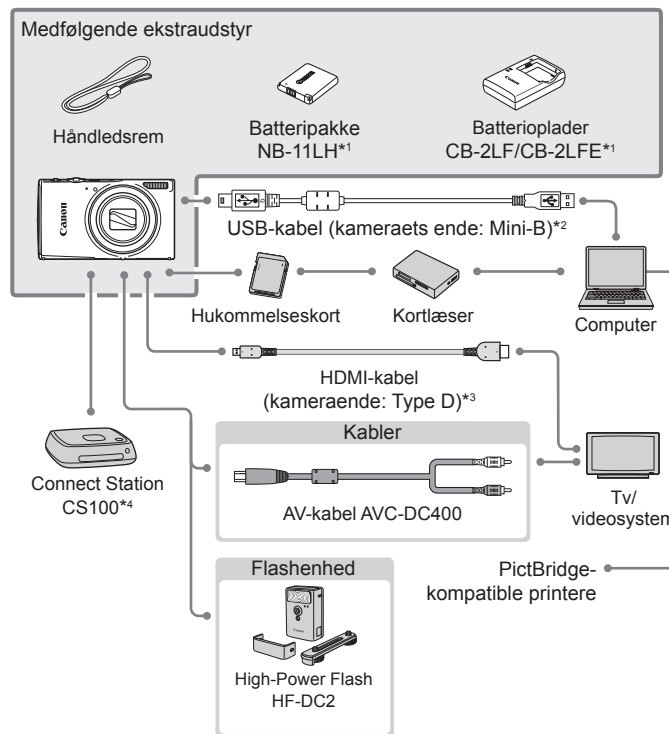 Medfølgende ekstraudstyr
Håndledsrem
Batteripakke
NB-11LH*1
Batterioplader
CB-2LF/CB-2LFE*1
Canon
USB-kabel (kameraets ende: Mini-B)*2
Hukommelseskort
Kortlæser
Computer
HDMI-kabel
(kameraende: Type D)*3
Kabler
AV-kabel AVC-DC400
Connect Station
CS100*4
Tv/
videosystem
Flashenhed
High-Power Flash
HF-DC2
PictBridge-
kompatible printere